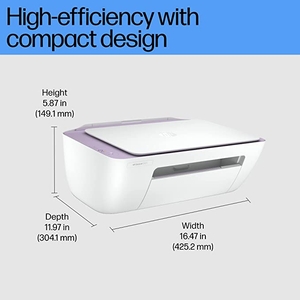 High-efficiency with
compact design
Height
5.87 in
(149.1 mm)
Depth
11.97 in
(304.1 mm)
Width
16.47 in
(425.2 mm)